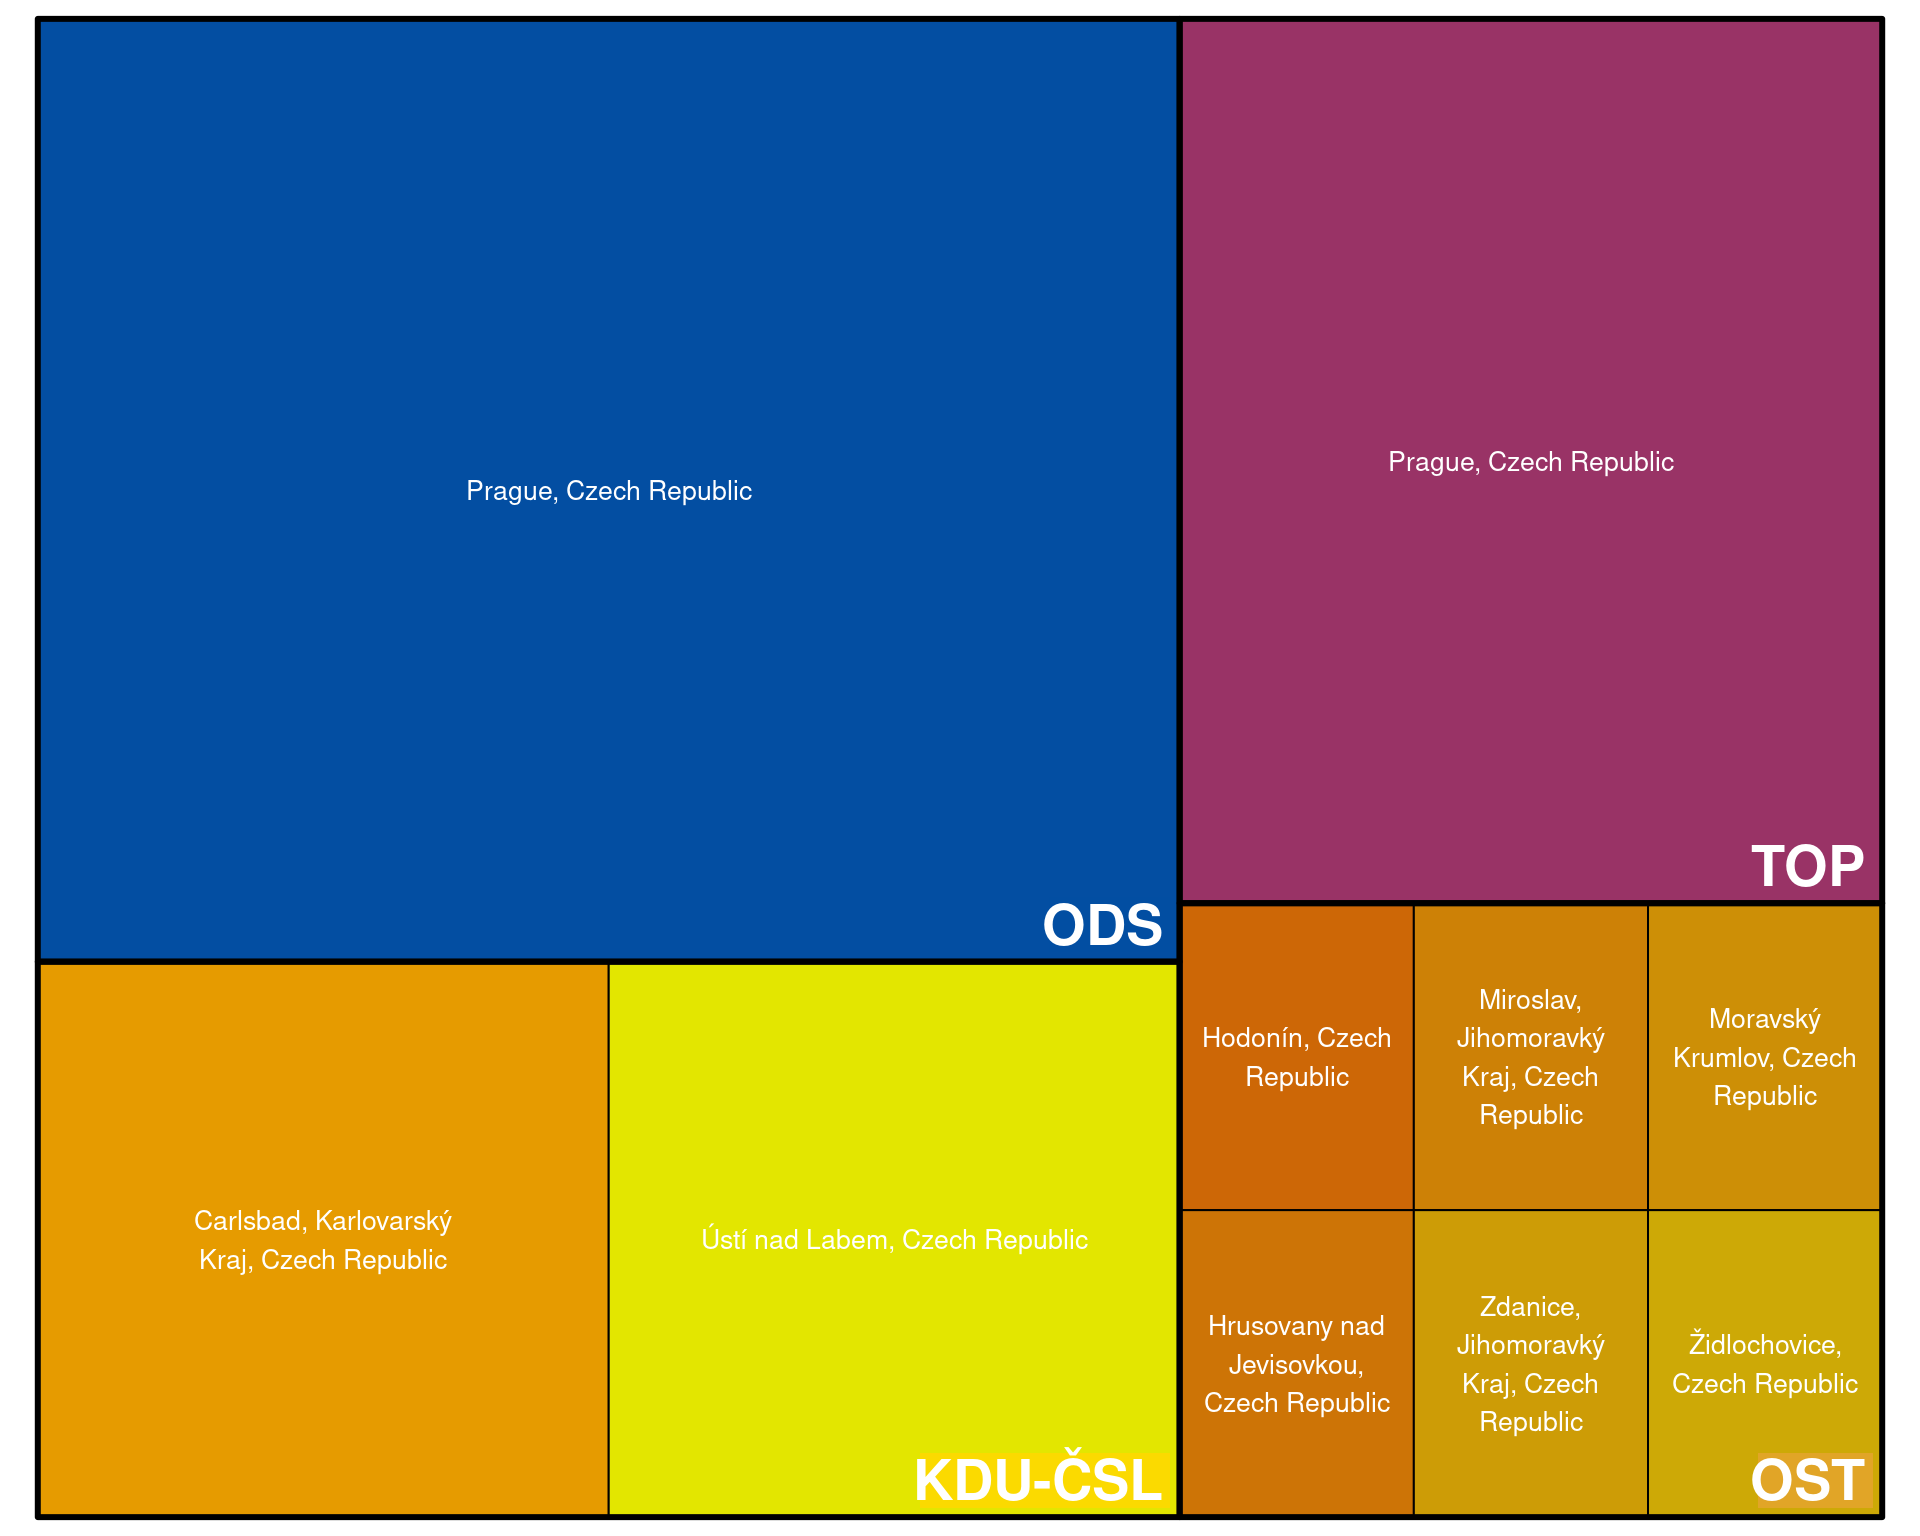 Prague, Czech Republic
ODS
Prague, Czech Republic
TOP
Carlsbad, Karlovarský
Kraj, Czech Republic
Ústí nad Labem, Czech Republic
KDU-ČSL
Hodonín, Czech
Republic
Miroslav,
Jihomoravký
Kraj, Czech
Republic
Moravský
Krumlov, Czech
Republic
Hrusovany nad
Jevisovkou,
Czech Republic
Zdanice,
Jihomoravký
Kraj, Czech
Republic
Židlochovice,
Czech Republic
OST